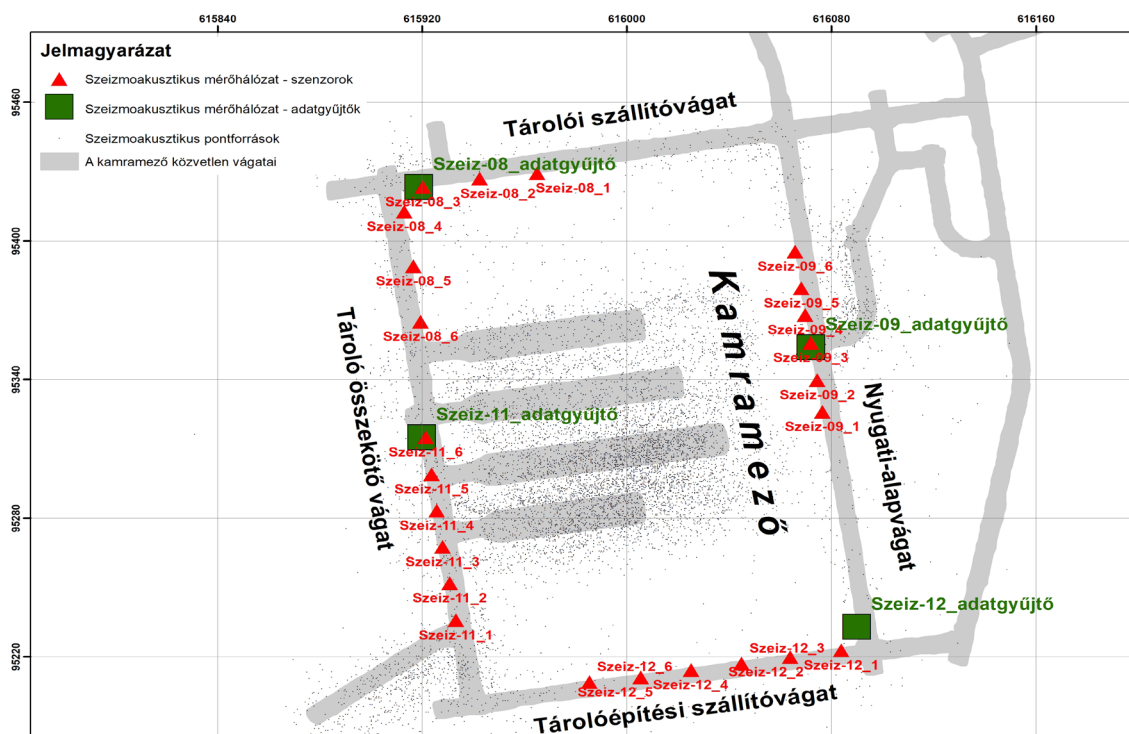 615840
615920
616000
616080
616160
Jelmagyarázat
Szeizmoakusztikus mérőhálózat - szenzorok
Szeizmoakusztikus mérőhálózat - adatgyűjtők
Szeizmoakusztikus pontforrások
A kamramező közvetlen vágatai
95460
95400
95340
95280
95220
Tárolói szállítóvágat
Szeiz-08_adatgyűjtő
Szeiz-08_1
Szeiz-08_2
Szeiz-08_3
Szeiz-08_4
Szeiz-08_5
Szeiz-08_6
Szeiz-09_6
Szeiz-09_5
Szeiz-09_4
Szeiz-09_adatgyűjtő
Szeiz-09_3
Szeiz-09_2
Szeiz-09_1
Kamramező
Tároló összekötő vágat
Nyugati-alapvágat
Szeiz-11_adatgyűjtő
Szeiz-11_6
Szeiz-11_5
Szeiz-11_4
Szeiz-11_3
Szeiz-11_2
Szeiz-11_1
Szeiz-12_adatgyűjtő
Szeiz-12_3
Szeiz-12_1
Szeiz-12_2
Szeiz-12_6
Szeiz-12_4
Szeiz-12_5
Tárolóépítési szállítóvágat